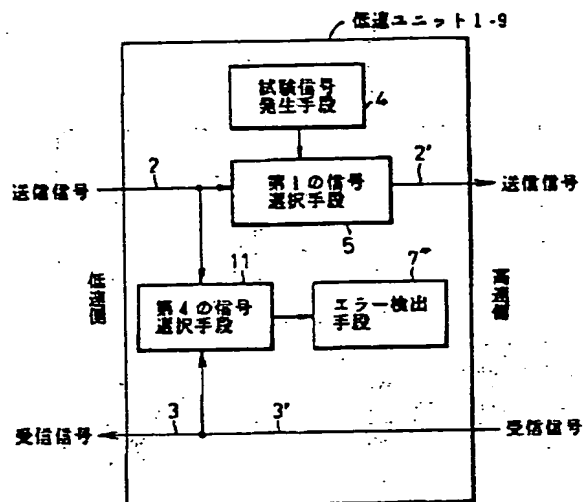 低速ユニット1-9
試験信号
発生手段
4
送信信号
2
第1の信号
選択手段
2'
送信信号
5
低速側
11
第4の信号
選択手段
7"
エラー検出
手段
高速側
受信信号
3
3'
受信信号